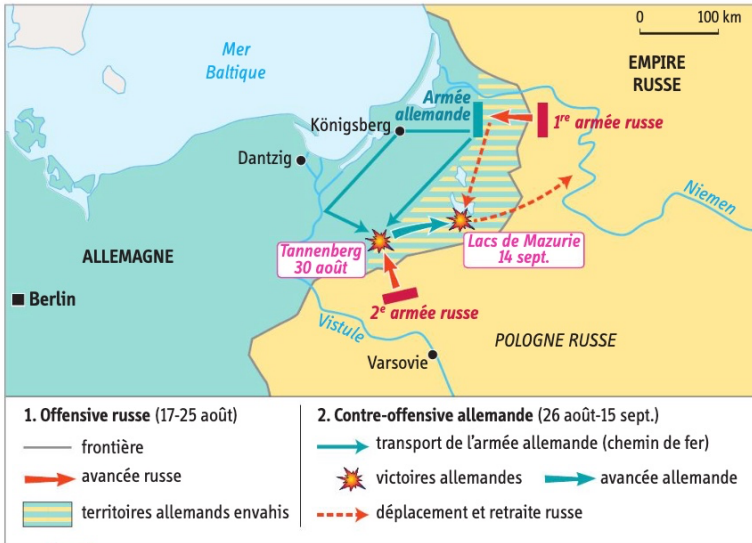 0 100 km
Mer
Baltique
EMPIRE
RUSSE
Armée
allemande
1re armée russe
Königsberg
Dantzig
Niemen
ALLEMAGNE
Tannenberg
30 août
Lacs de Mazurie
14 sept.
Berlin
2e armée russe
Vistule
POLOGNE RUSSE
Varsovie
1. Offensive russe (17-25 août)
frontière
avancée russe
territoires allemands envahis
2. Contre-offensive allemande (26 août-15 sept.)
transport de l'armée allemande (chemin de fer)
victoires allemandes
avancée allemande
déplacement et retraite russe